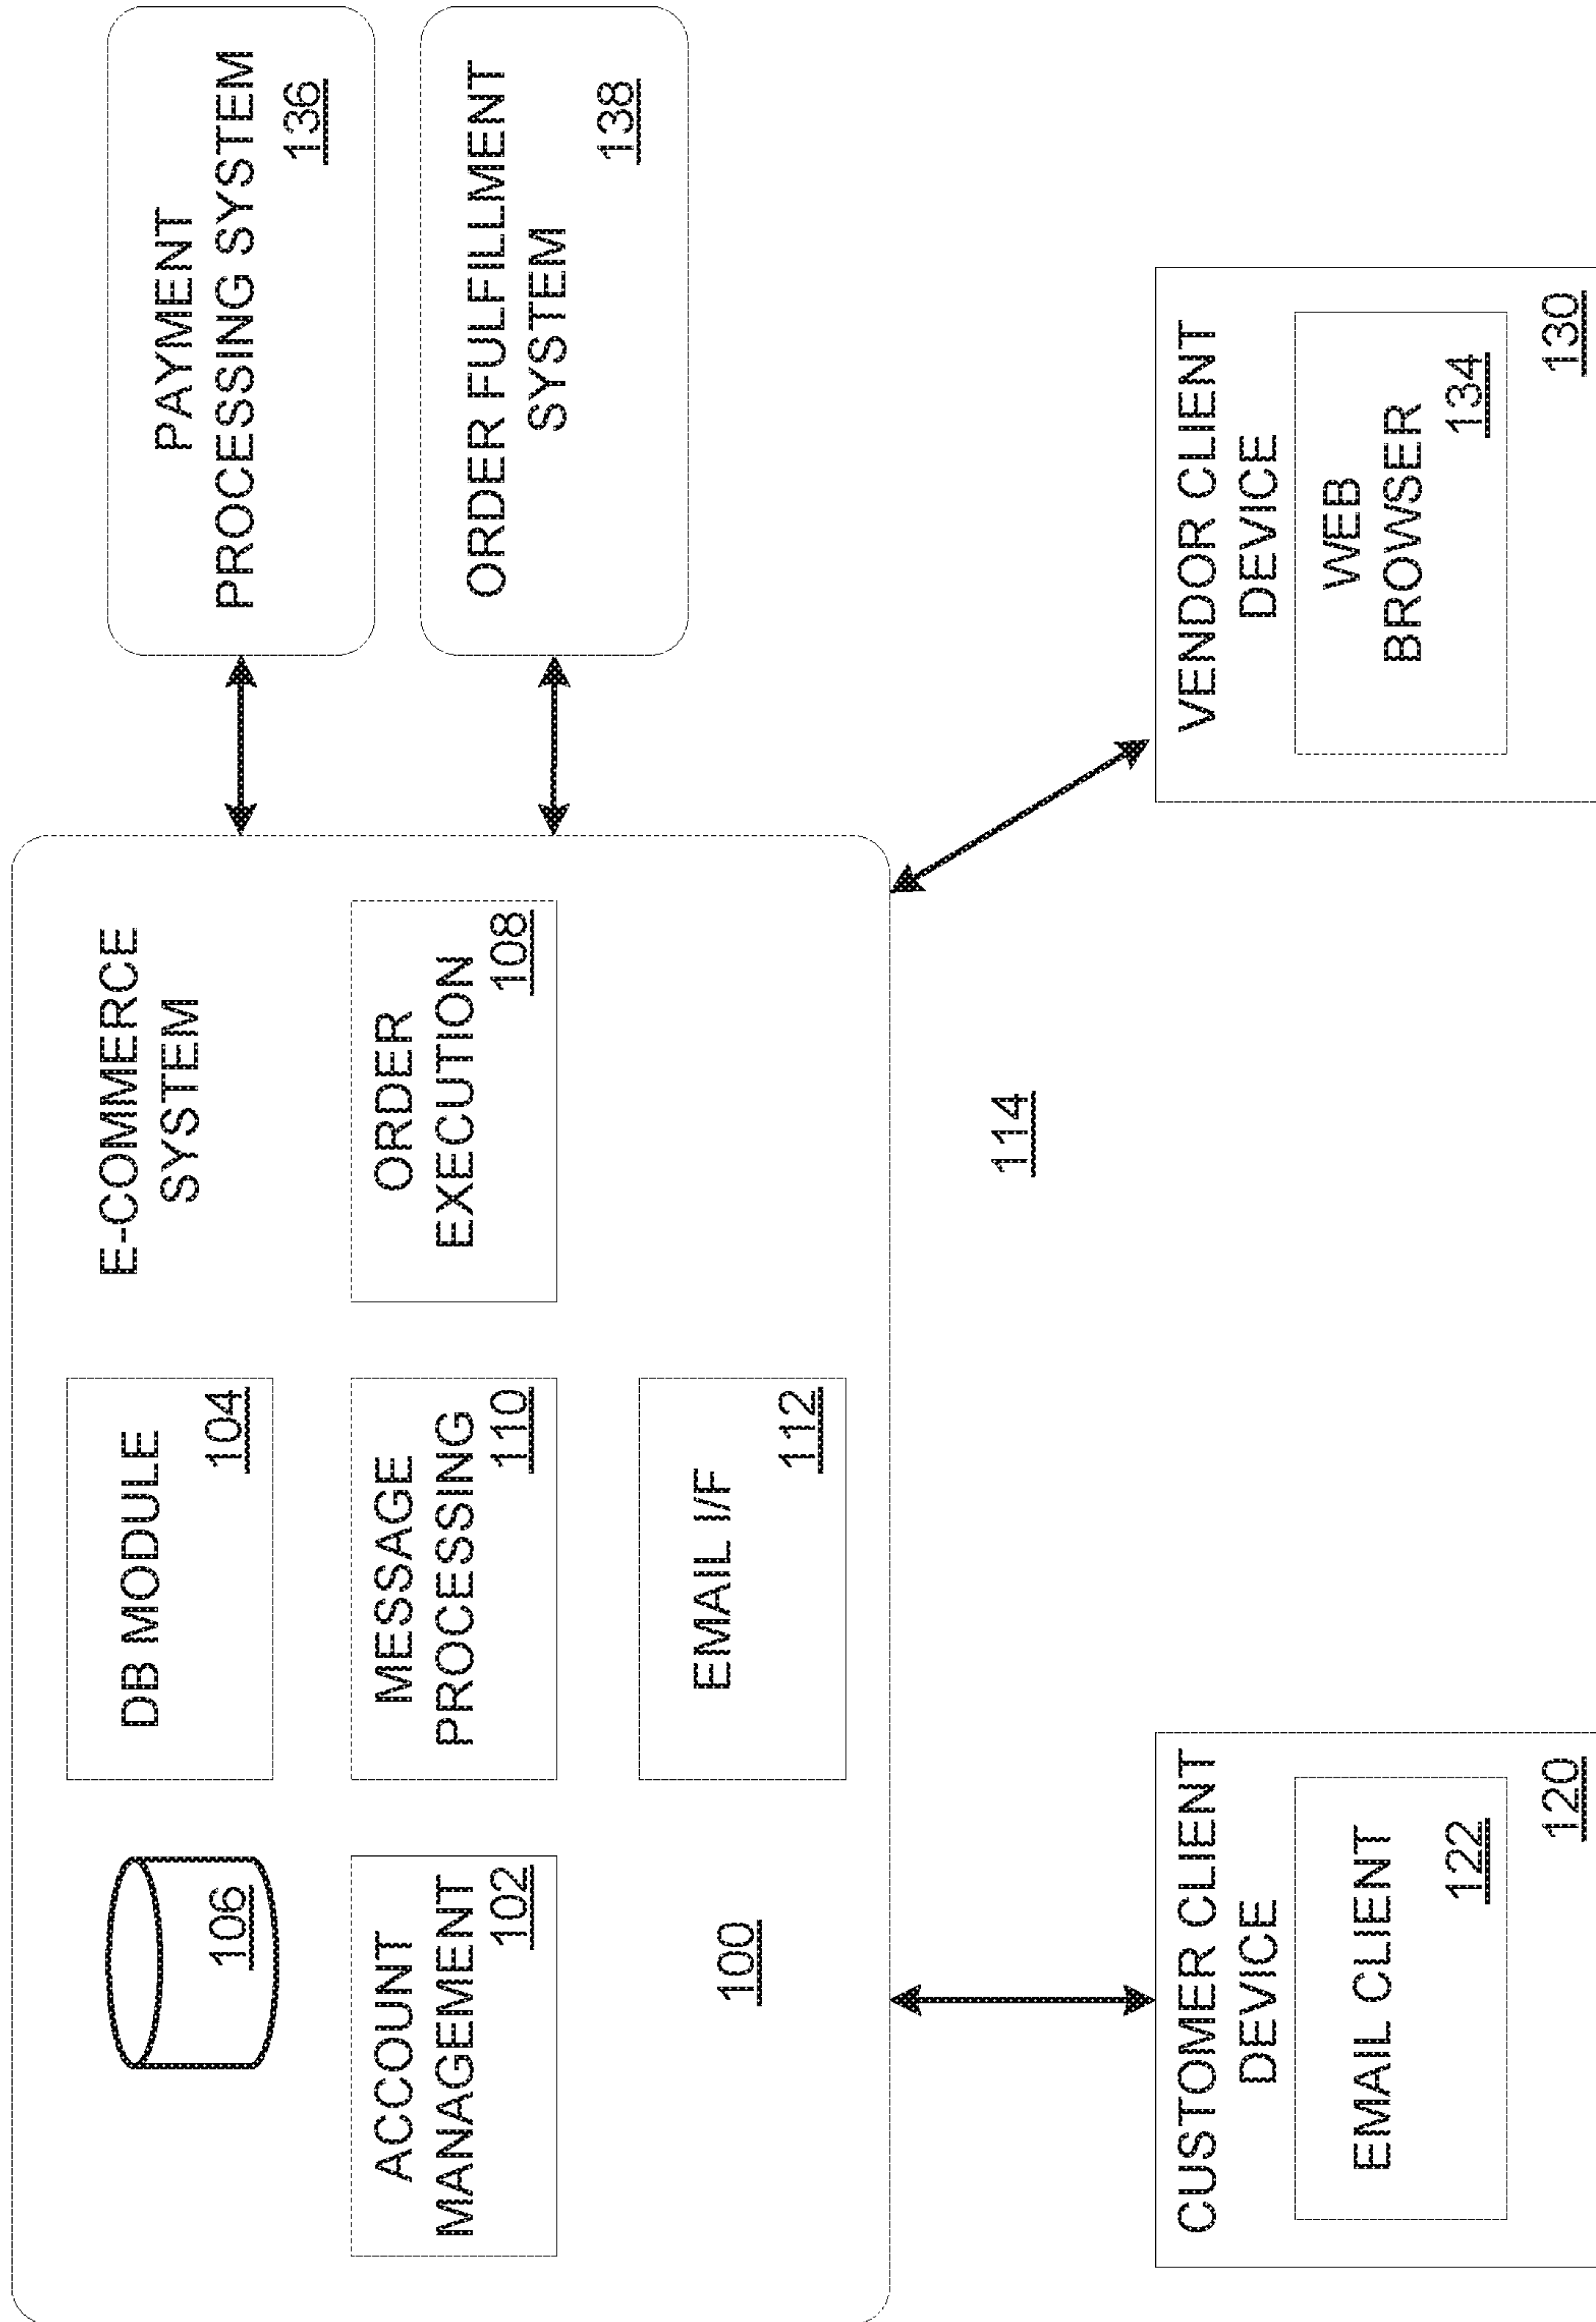 E-COMMERCE
SYSTEM
106
DB MODULE
104
ACCOUNT
MANAGEMENT
102
MESSAGE
PROCESSING
110
ORDER
EXECUTION
108
100
EMAIL I/F
112
PAYMENT
PROCESSING SYSTEM
136
ORDER FULFILLMENT
SYSTEM
138
114
CUSTOMER CLIENT
DEVICE
EMAIL CLIENT
122
120
VENDOR CLIENT
DEVICE
WEB
BROWSER
134
130